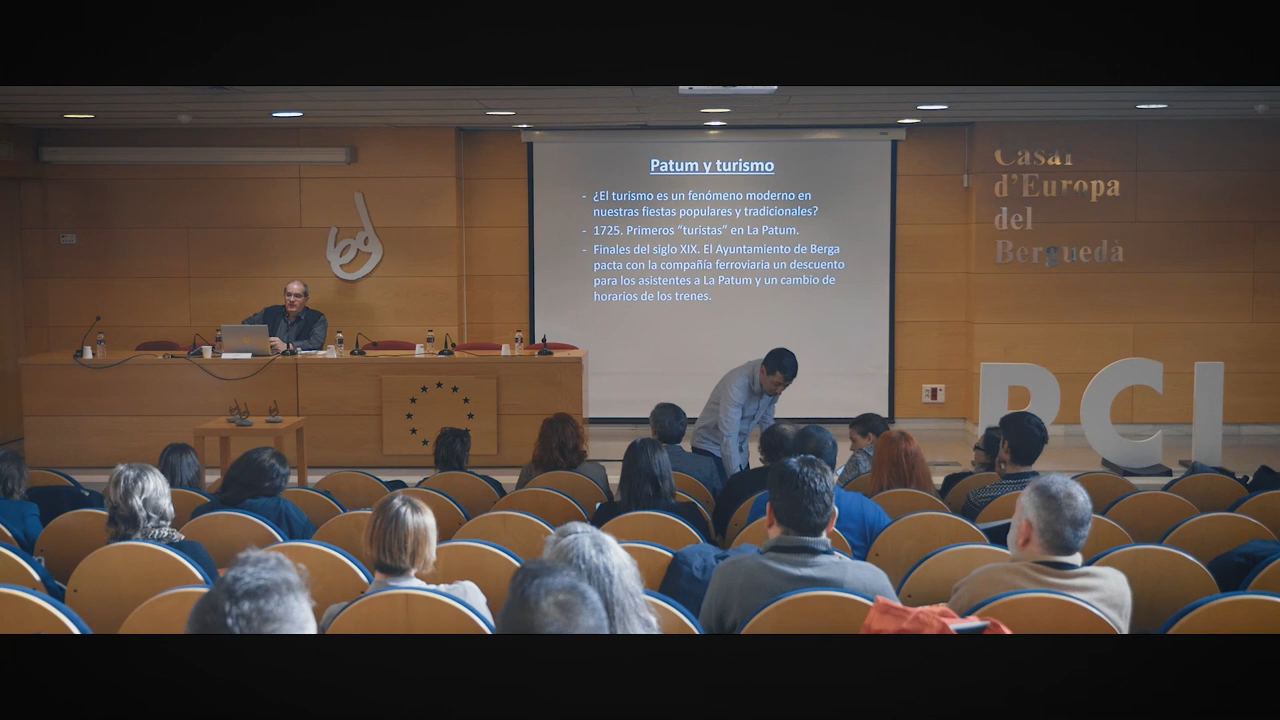 Patum y turismo
- ¿El turismo es un fenómeno moderno en
nuestras fiestas populares y tradicionales?
- 1725. Primeros “turistas” en La Patum.
- Finales del siglo XIX. El Ayuntamiento de Berga
pacta con la compañía ferroviaria un descuento
para los asistentes a La Patum y un cambio de
horarios de los trenes.
Casal
d'Europa
del
Berguedà
PCI